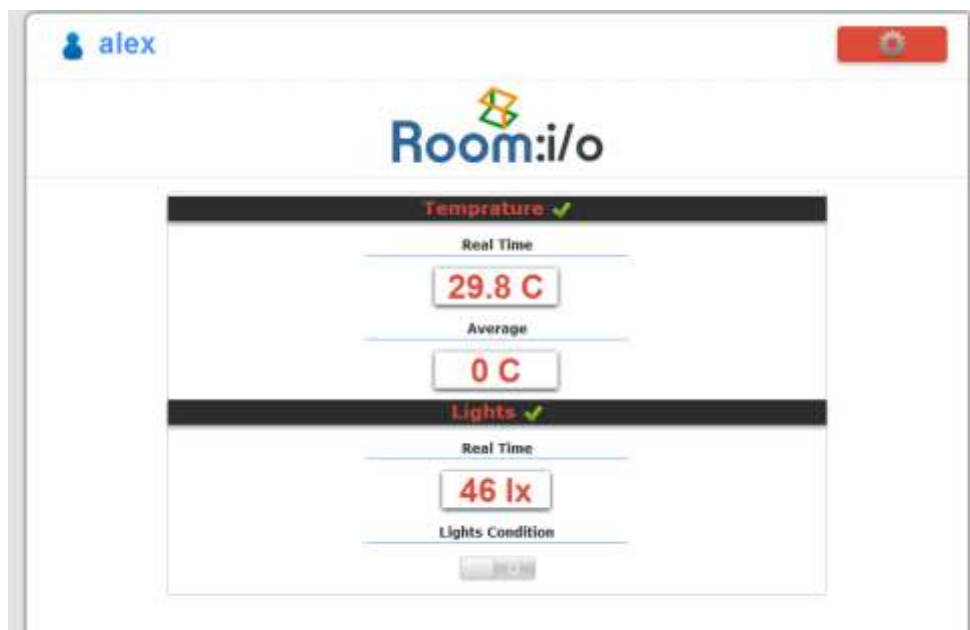 alex
Room:i/o
Temprature
Real Time
29.8 C
Average
0 C
Lights
Real Time
46 lx
Lights Condition